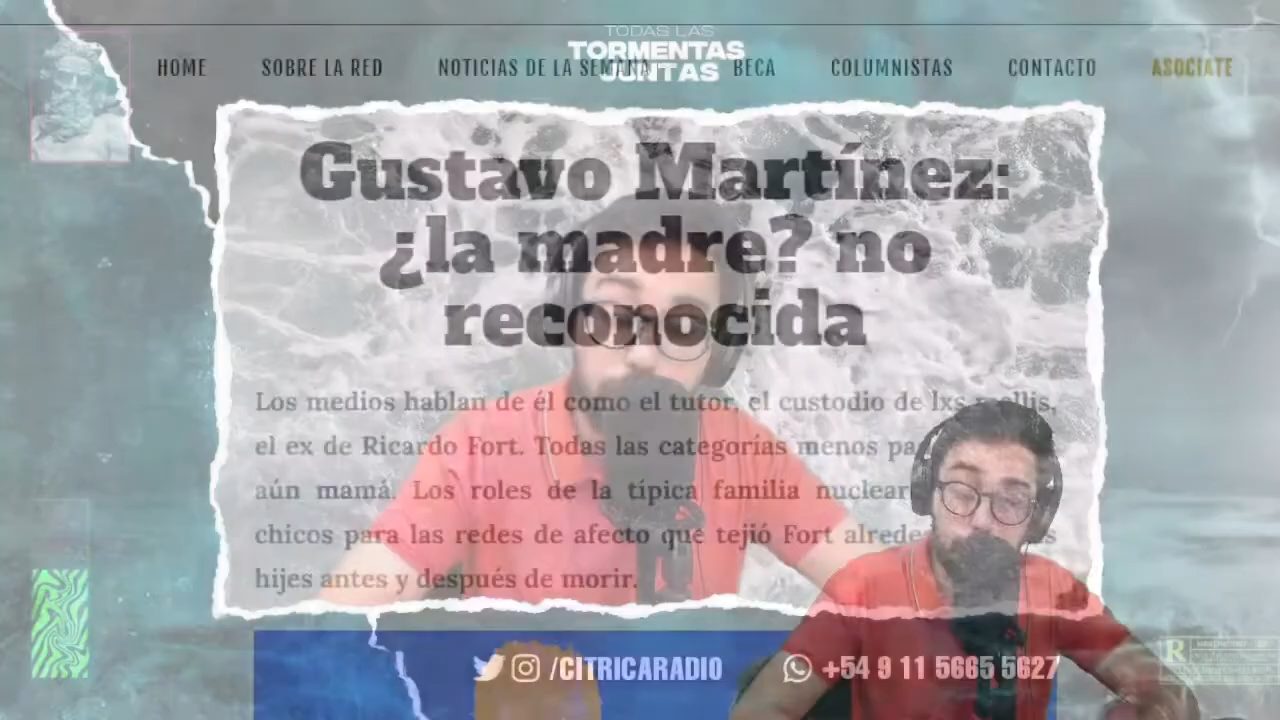 TODAS LAS
TORMENTAS
JUNTAS
HOME SOBRE LA RED NOTICIAS DE LA SEMANA BECA COLUMNISTAS CONTACTO ASOCIATE
Gustavo Martínez:
¿la madre? no
reconocida
Los medios hablan de él como el tutor, el custodio de lxs
el ex de Ricardo Fort. Todas las categorías menos
aún mamá. Los roles de la típica familia nuclear
chicos para las redes de afecto que tejió Fort
hijes antes y después de morir.
/CITRICARADIO +54 9 11 5665 5627
R